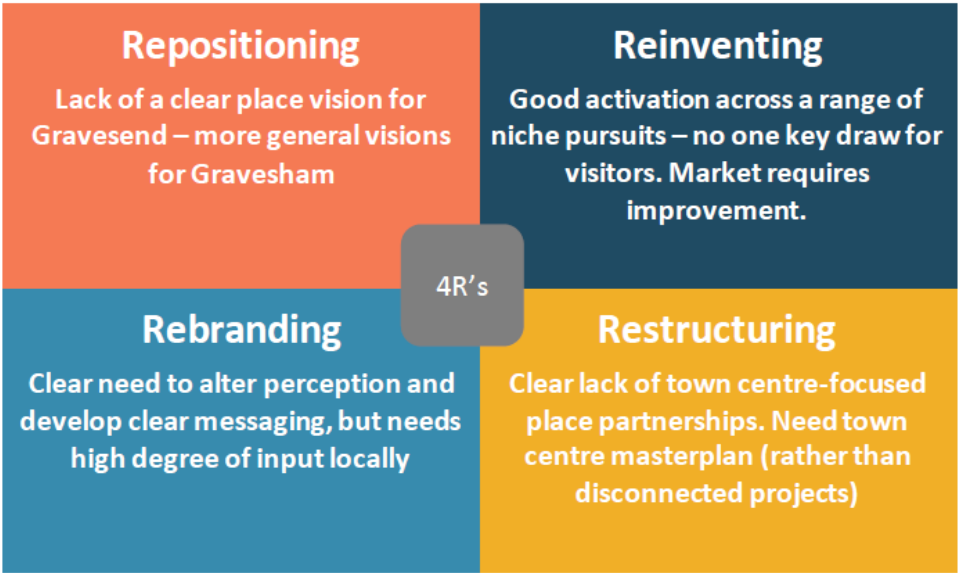 Repositioning
Lack of a clear place vision for
Gravesend – more general visions
for Gravesham
Reinventing
Good activation across a range of
niche pursuits – no one key draw for
visitors. Market requires
improvement.
4R’s
Rebranding
Clear need to alter perception and
develop clear messaging, but needs
high degree of input locally
Restructuring
Clear lack of town centre-focused
place partnerships. Need town
centre masterplan (rather than
disconnected projects)